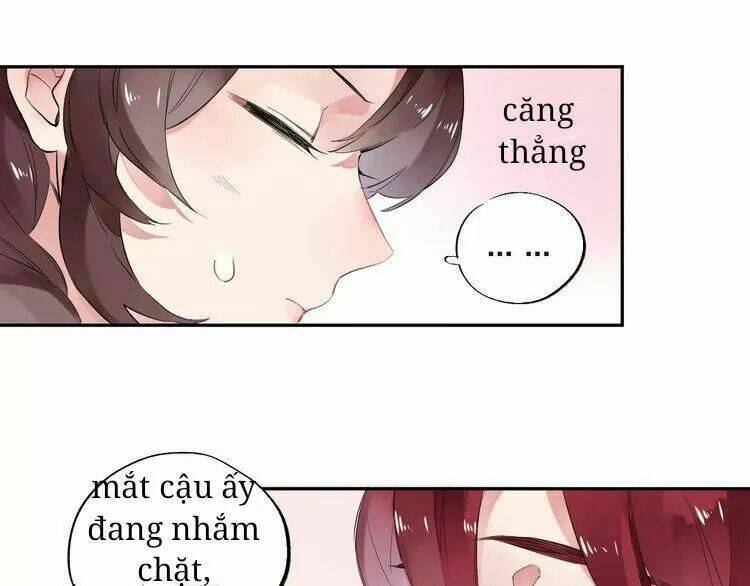 căng
thẳng
... ...
mắt cậu ấy
đang nhắm
chặt,